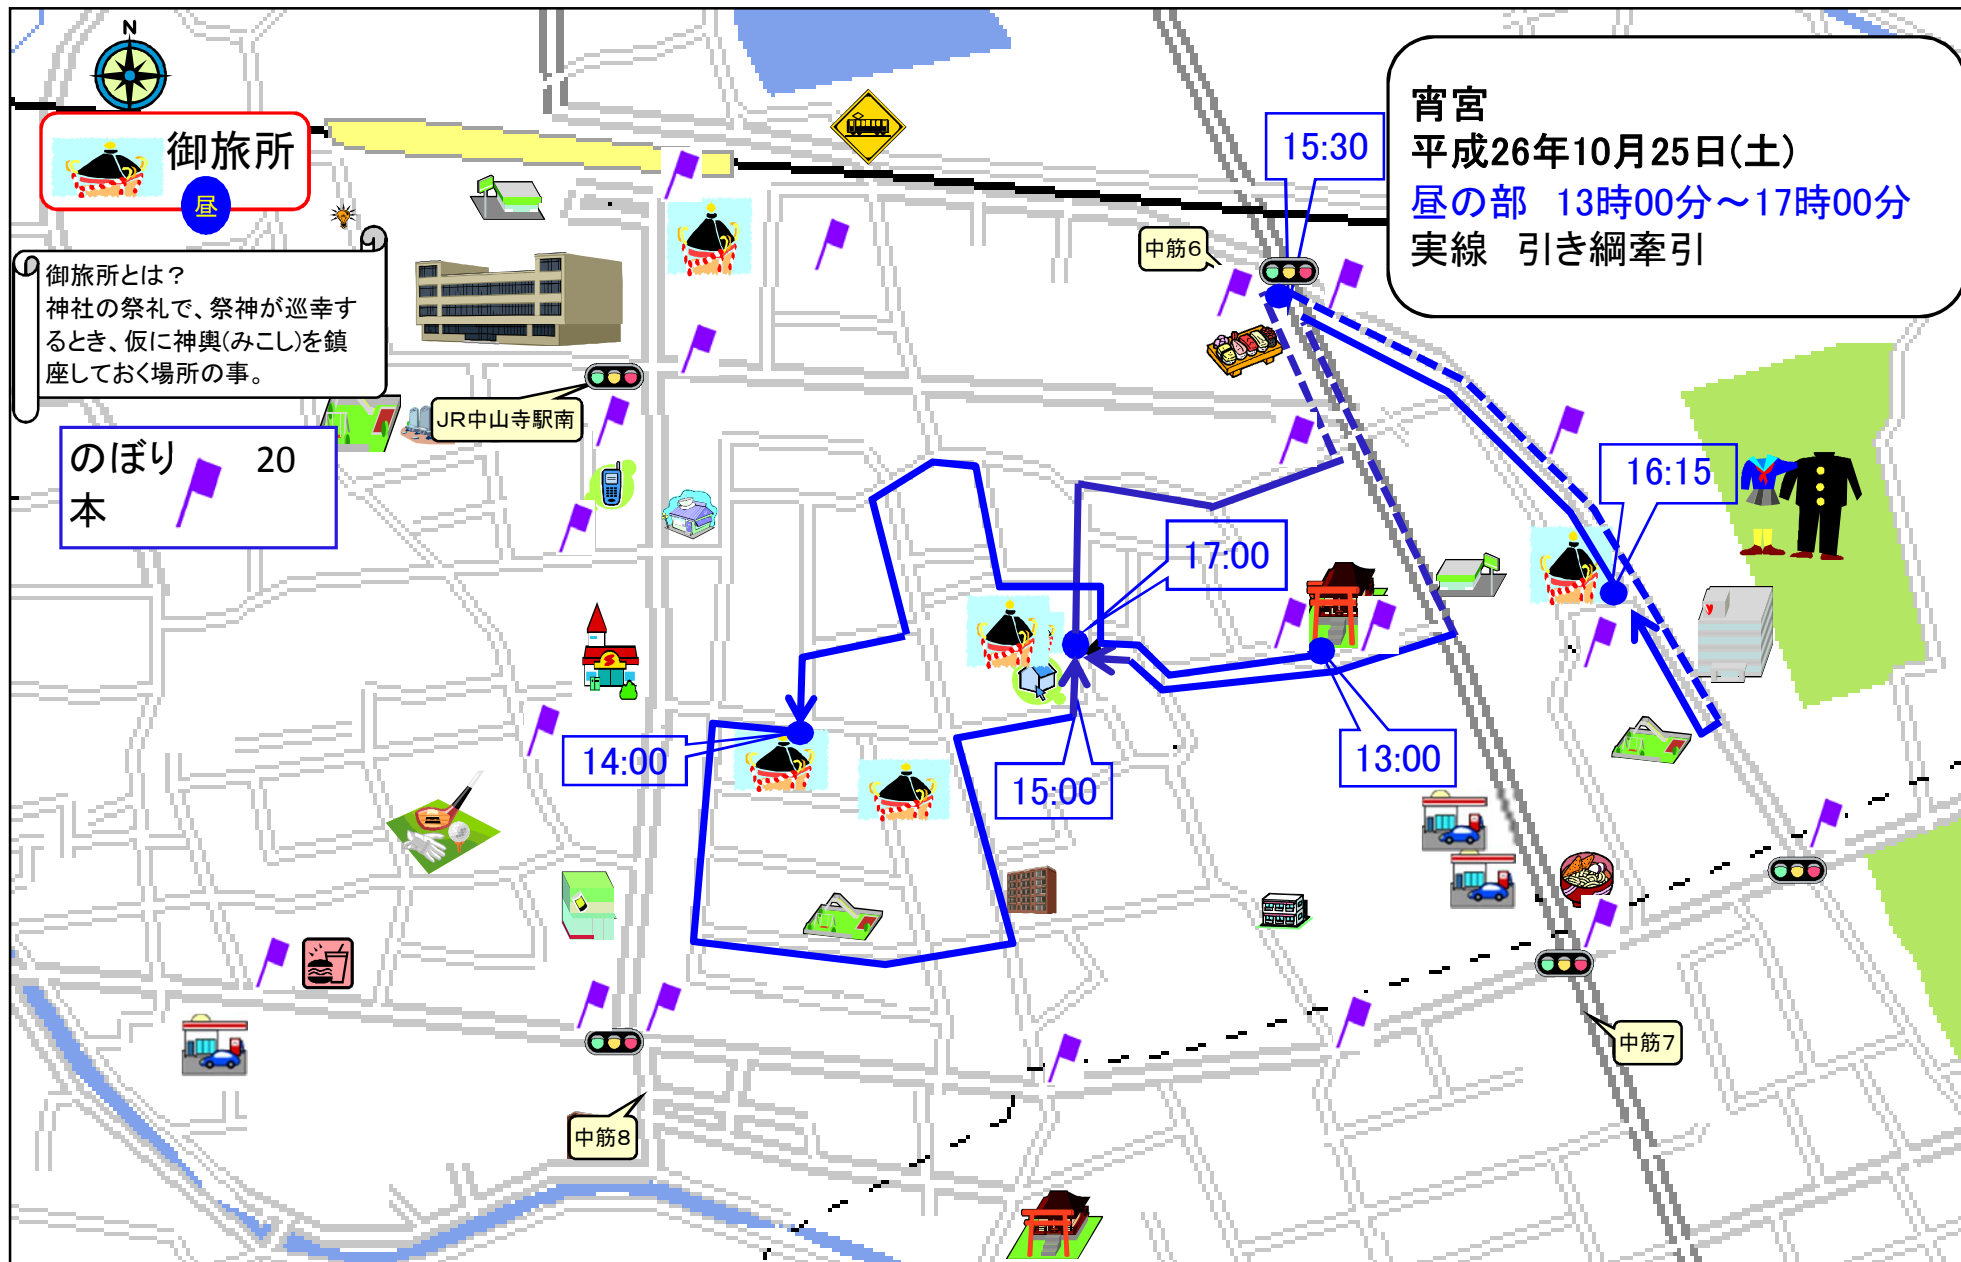 N
御旅所
昼
御旅所とは？
神社の祭礼で、祭神が巡幸す
るとき、仮に神輿(みこし)を鎮
座しておく場所の事。
のぼり 20
本
JR中山寺駅南
宵宮
平成26年10月25日(土)
昼の部 13時00分～17時00分
実線 引き綱牽引
15:30
中筋6
16:15
17:00
14:00
15:00
13:00
中筋7
中筋8